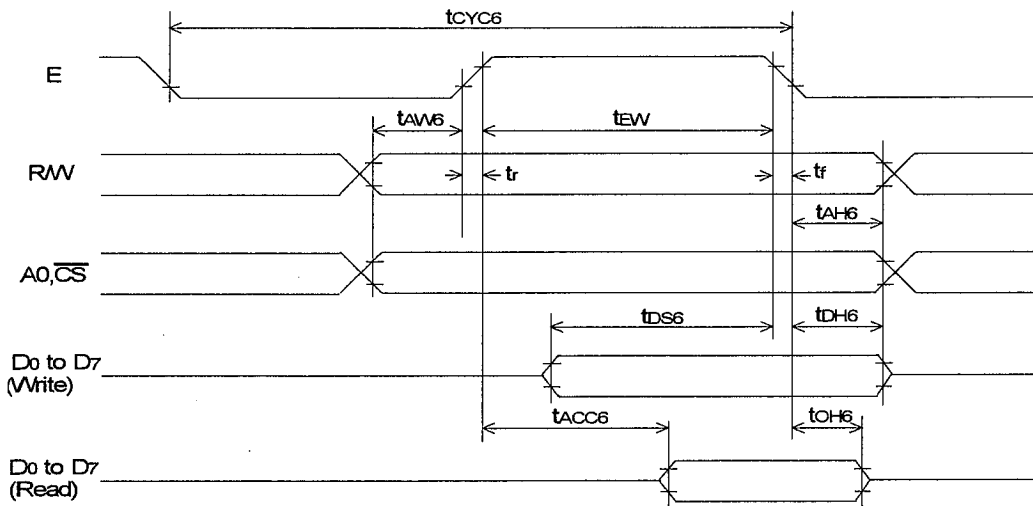 tCYC6
E
tAW6
tEW
R/W
tr
tf
tAH6
A0,CS
tDS6
tDH6
D0 to D7
(Write)
tACC6
tOH6
D0 to D7
(Read)